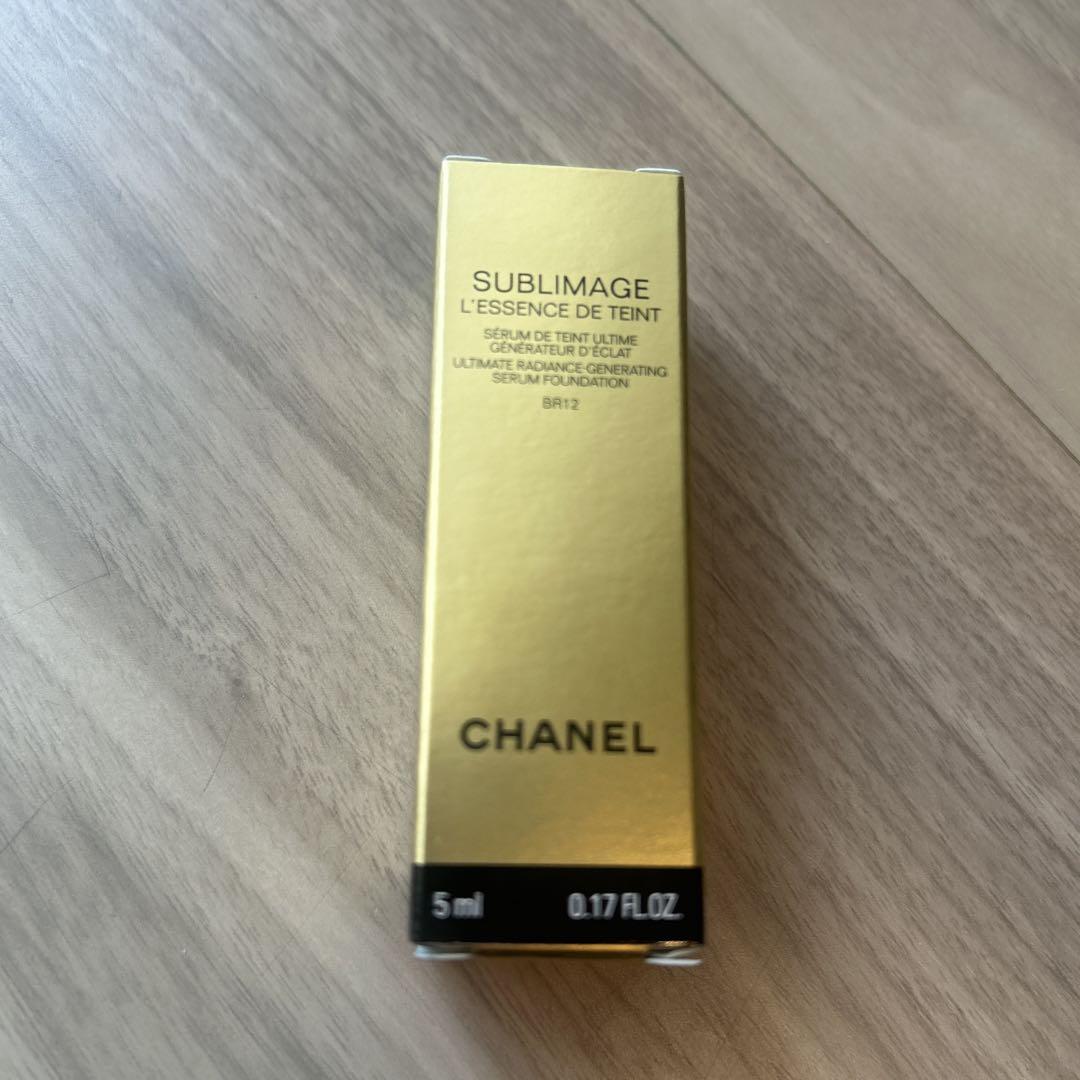 SUBLIMAGE
L'ESSENCE DE TEINT
SÉRUM DE TEINT ULTIME
GÉNÉRATEUR D'ÉCLAT
ULTIMATE RADIANCE-GENERATING
SERUM FOUNDATION
BR12
CHANEL
5 ml 0.17 FL.OZ.